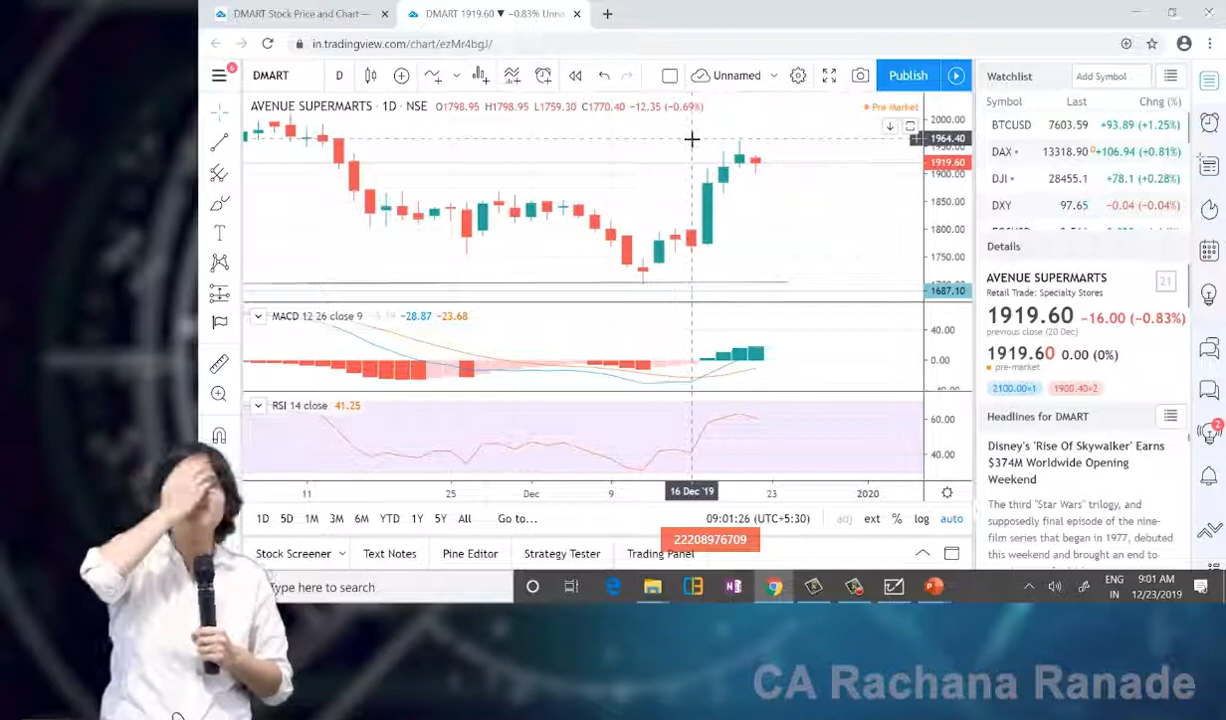 DMART Stock Price and Chart —
DMART 1919.60 ▼ −0.83% Unna
in.tradingview.com/chart/ezMr4bgJ/
6
DMART
D
Unnamed
Publish
AVENUE SUPERMARTS · 1D · NSE O1798.95 H1798.95 L1759.30 C1770.40 −12.35 (−0.69%)
Pre Market
2000.00
1964.40
1919.60
1900.00
1850.00
1800.00
1750.00
1687.10
MACD 12 26 close 9 −28.87 −23.68
40.00
0.00
RSI 14 close 41.25
60.00
40.00
11 25 Dec 9 16 Dec '19 23 2020
1D 5D 1M 3M 6M YTD 1Y 5Y All Go to...
09:01:26 (UTC+5:30) adj ext % log auto
22208976709
Stock Screener Text Notes Pine Editor Strategy Tester Trading Panel
Watchlist
Add Symbol
Symbol Last Chng (%)
BTCUSD 7603.59 +93.89 (+1.25%)
DAX 13318.90 +106.94 (+0.81%)
DJI 28455.1 +78.1 (+0.28%)
DXY 97.65 −0.04 (−0.04%)
Details
AVENUE SUPERMARTS
21
Retail Trade: Specialty Stores
1919.60 −16.00 (−0.83%)
previous close (20 Dec)
1919.60 0.00 (0%)
pre-market
2100.00×1 1900.40×2
Headlines for DMART
2
Disney's 'Rise Of Skywalker' Earns
$374M Worldwide Opening
Weekend
The third "Star Wars" trilogy, and
supposedly final episode of the nine-
film series that began in 1977, debuted
this weekend and brought an end to
Type here to search
ENG
IN
9:01 AM
12/23/2019
CA Rachana Ranade